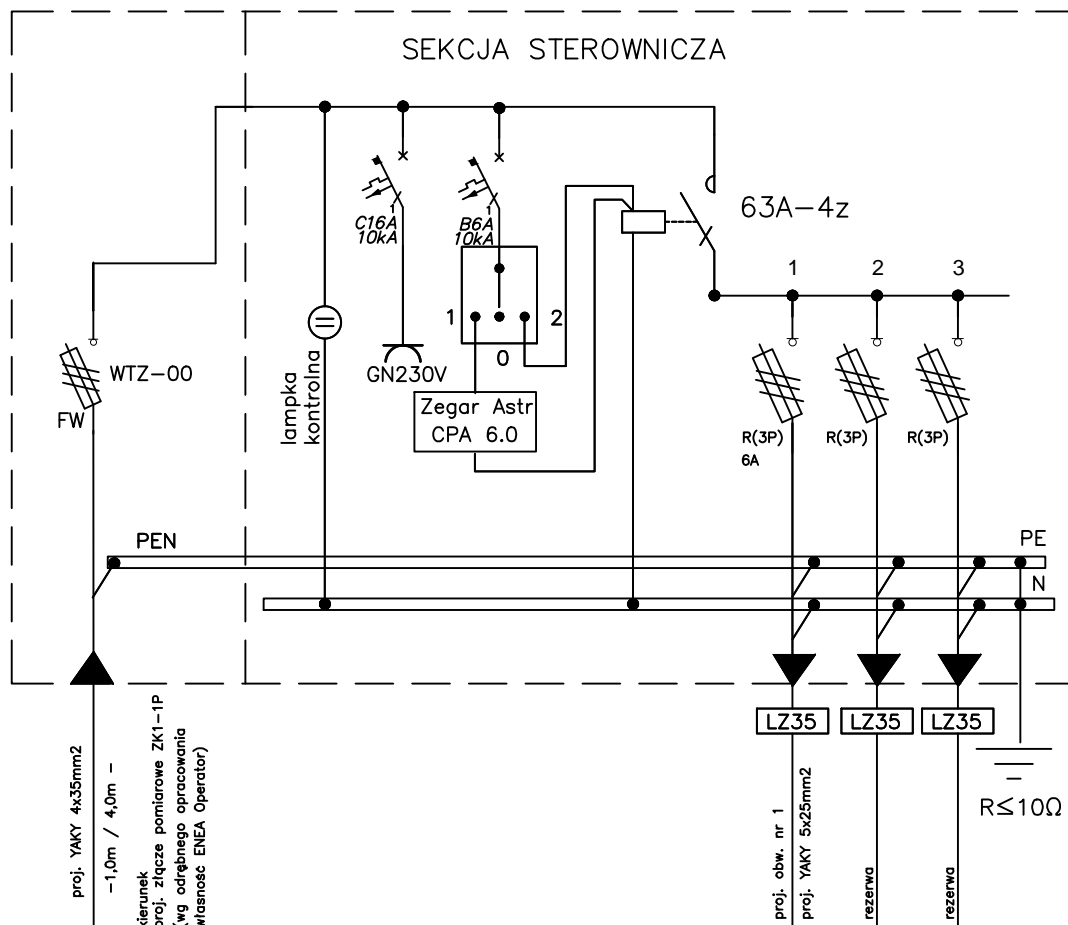 SEKCJA STEROWNICZA
63A-4z
C16A
10kA
1
B6A
10kA
1
1
2
3
1
2
0
WTZ-00
FW
GN230V
lampka
kontrolna
Zegar Astr
CPA 6.0
R(3P)
6A
R(3P)
R(3P)
PEN
PE
N
LZ35
LZ35
LZ35
R≤10Ω
proj. YAKY 4x35mm2
-1,0m / 4,0m -
kierunek
proj. złącze pomiarowe ZK1-1P
(wg odrębnego opracowania
własność ENEA Operator)
proj. obw. nr 1
proj. YAKY 5x25mm2
rezerwa
rezerwa